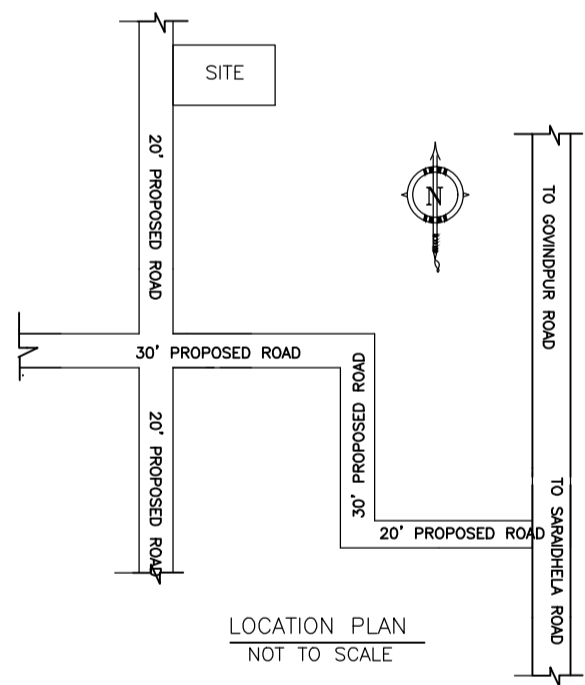 SITE
20' PROPOSED ROAD
N
TO GOVINDPUR ROAD
30' PROPOSED ROAD
30' PROPOSED ROAD
20' PROPOSED ROAD
TO SARAIDHELA ROAD
20' PROPOSED ROAD
LOCATION PLAN
NOT TO SCALE